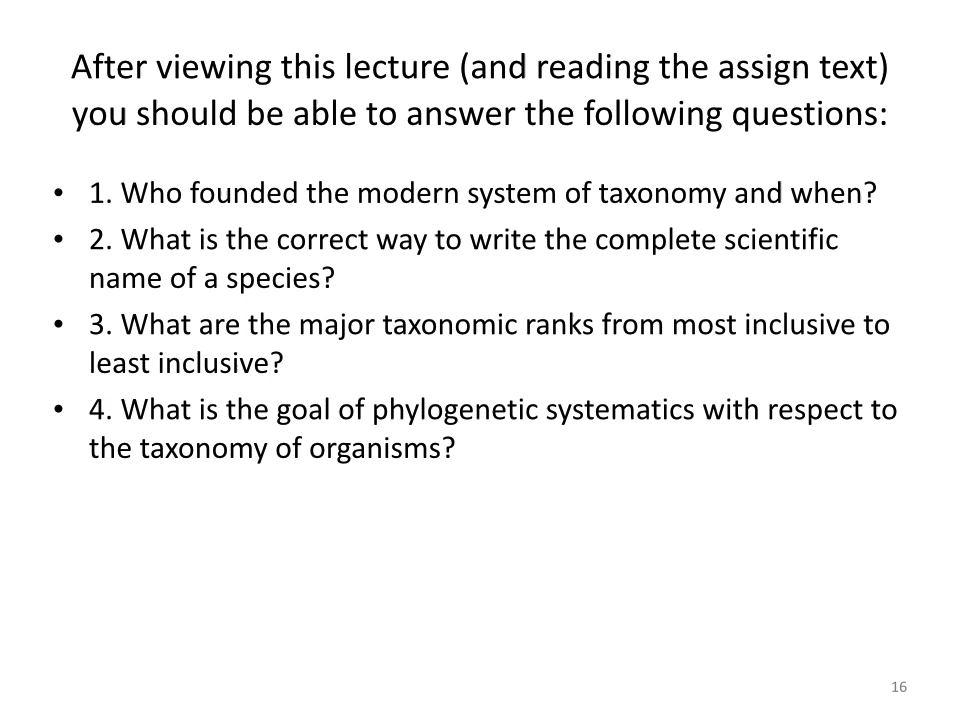 After viewing this lecture (and reading the assign text)
you should be able to answer the following questions:
• 1. Who founded the modern system of taxonomy and when?
• 2. What is the correct way to write the complete scientific
name of a species?
• 3. What are the major taxonomic ranks from most inclusive to
least inclusive?
• 4. What is the goal of phylogenetic systematics with respect to
the taxonomy of organisms?
16